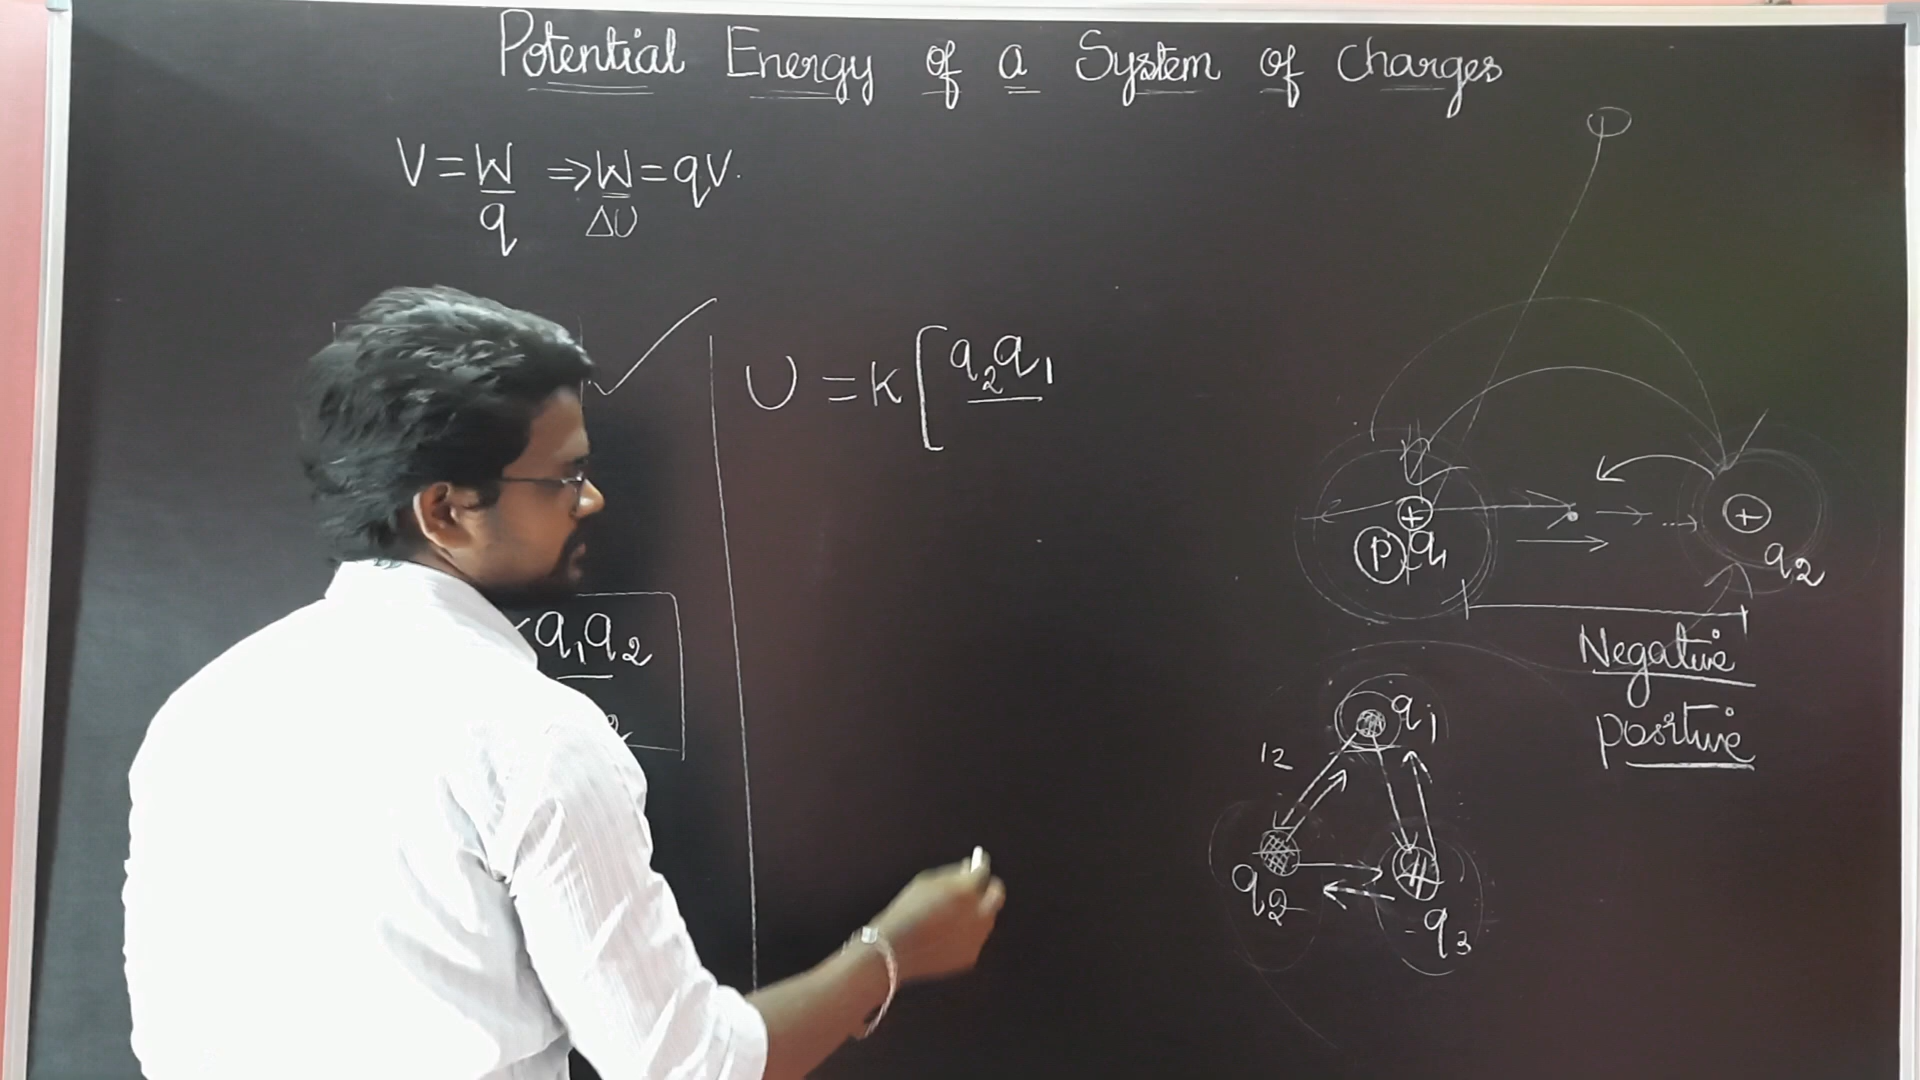 Potential Energy of a System of Charges
V = W/q => W = qV.
ΔU
U = K [ q2q1
q1q2
+
+
P q1
q2
Negative
positive
q1
12
q2
q3